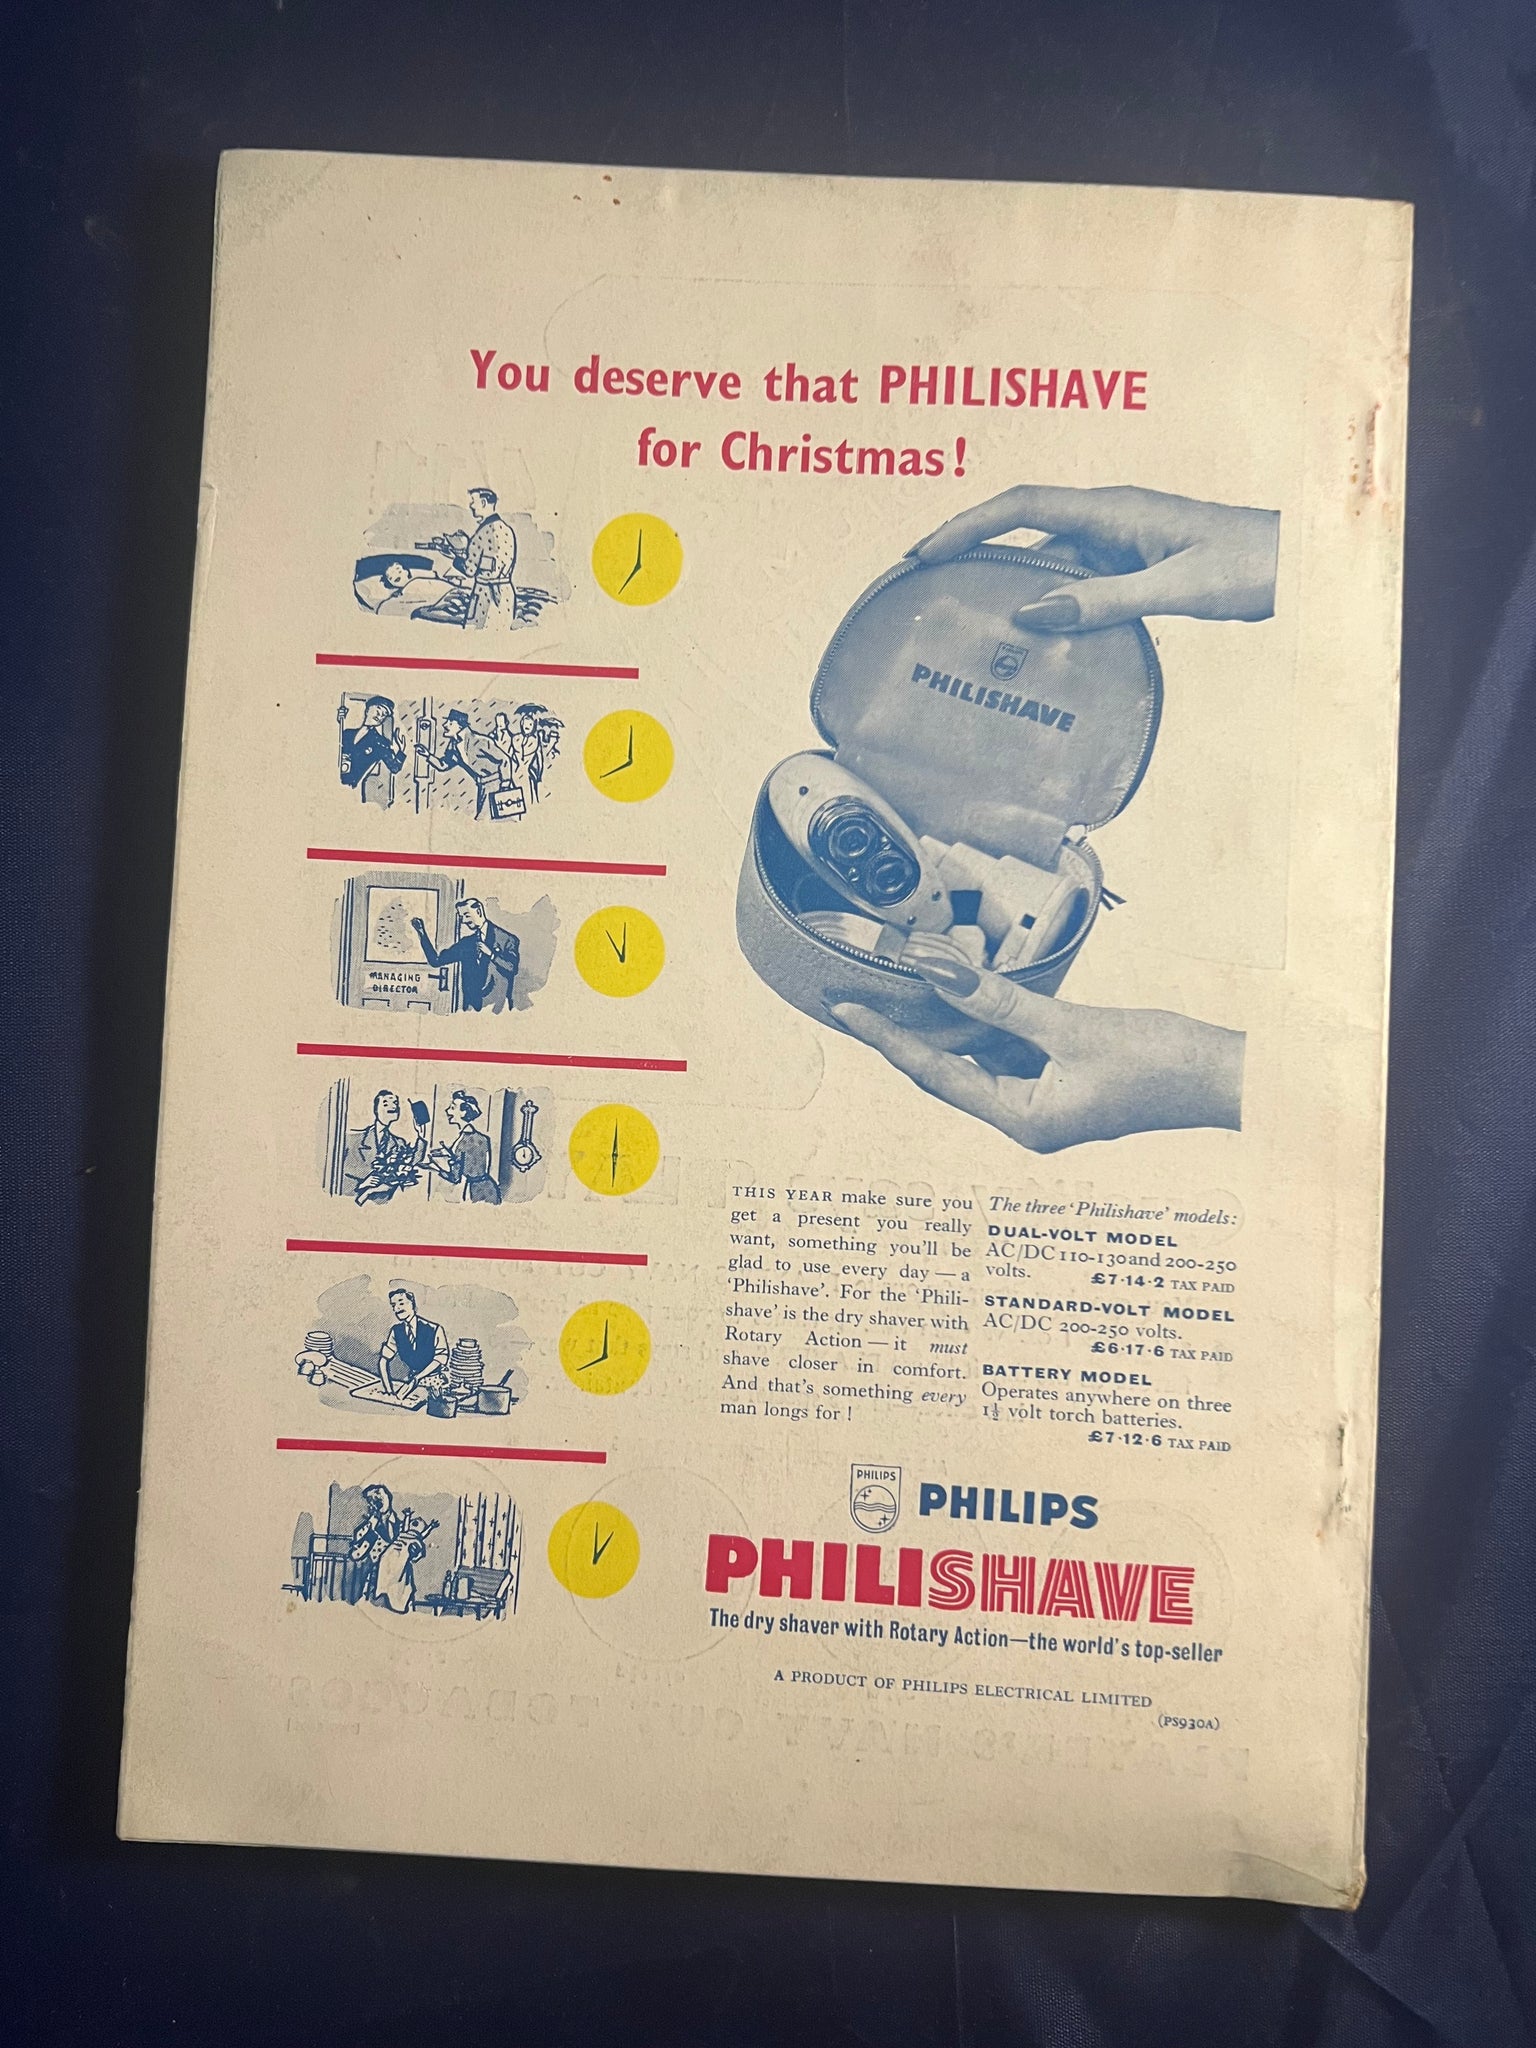 You deserve that PHILISHAVE
for Christmas!
PHILISHAVE
MANAGING
DIRECTOR
THIS YEAR make sure you
get a present you really
want, something you'll be
glad to use every day — a
'Philishave'. For the 'Phili-
shave' is the dry shaver with
Rotary Action — it must
shave closer in comfort.
And that's something every
man longs for !
The three 'Philishave' models:
DUAL-VOLT MODEL
AC/DC 110-130 and 200-250
volts.
£7·14·2 TAX PAID
STANDARD-VOLT MODEL
AC/DC 200-250 volts.
£6·17·6 TAX PAID
BATTERY MODEL
Operates anywhere on three
1½ volt torch batteries.
£7·12·6 TAX PAID
PHILIPS
PHILIPS
PHILISHAVE
The dry shaver with Rotary Action—the world's top-seller
A PRODUCT OF PHILIPS ELECTRICAL LIMITED
(PS930A)